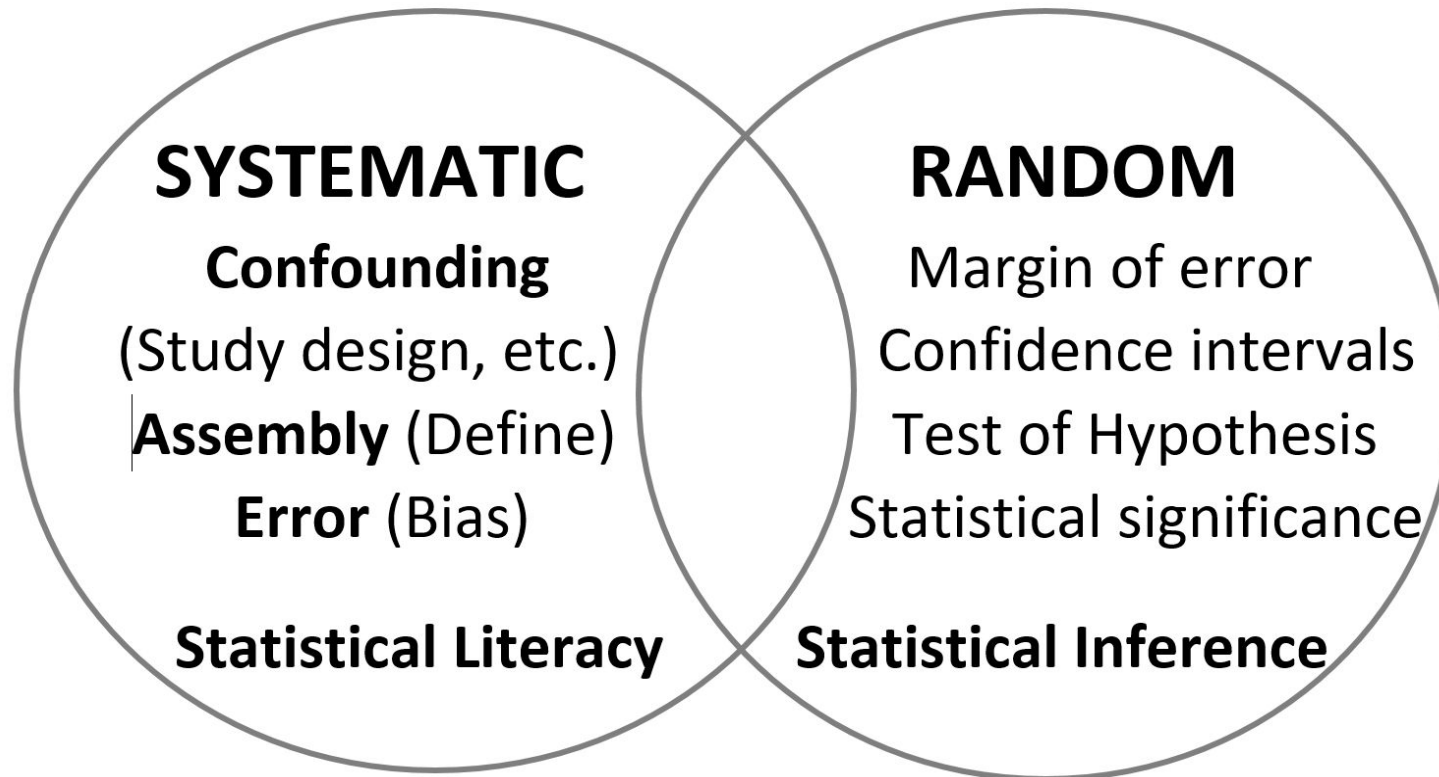 SYSTEMATIC
Confounding
(Study design, etc.)
Assembly (Define)
Error (Bias)
Statistical Literacy
RANDOM
Margin of error
Confidence intervals
Test of Hypothesis
Statistical significance
Statistical Inference